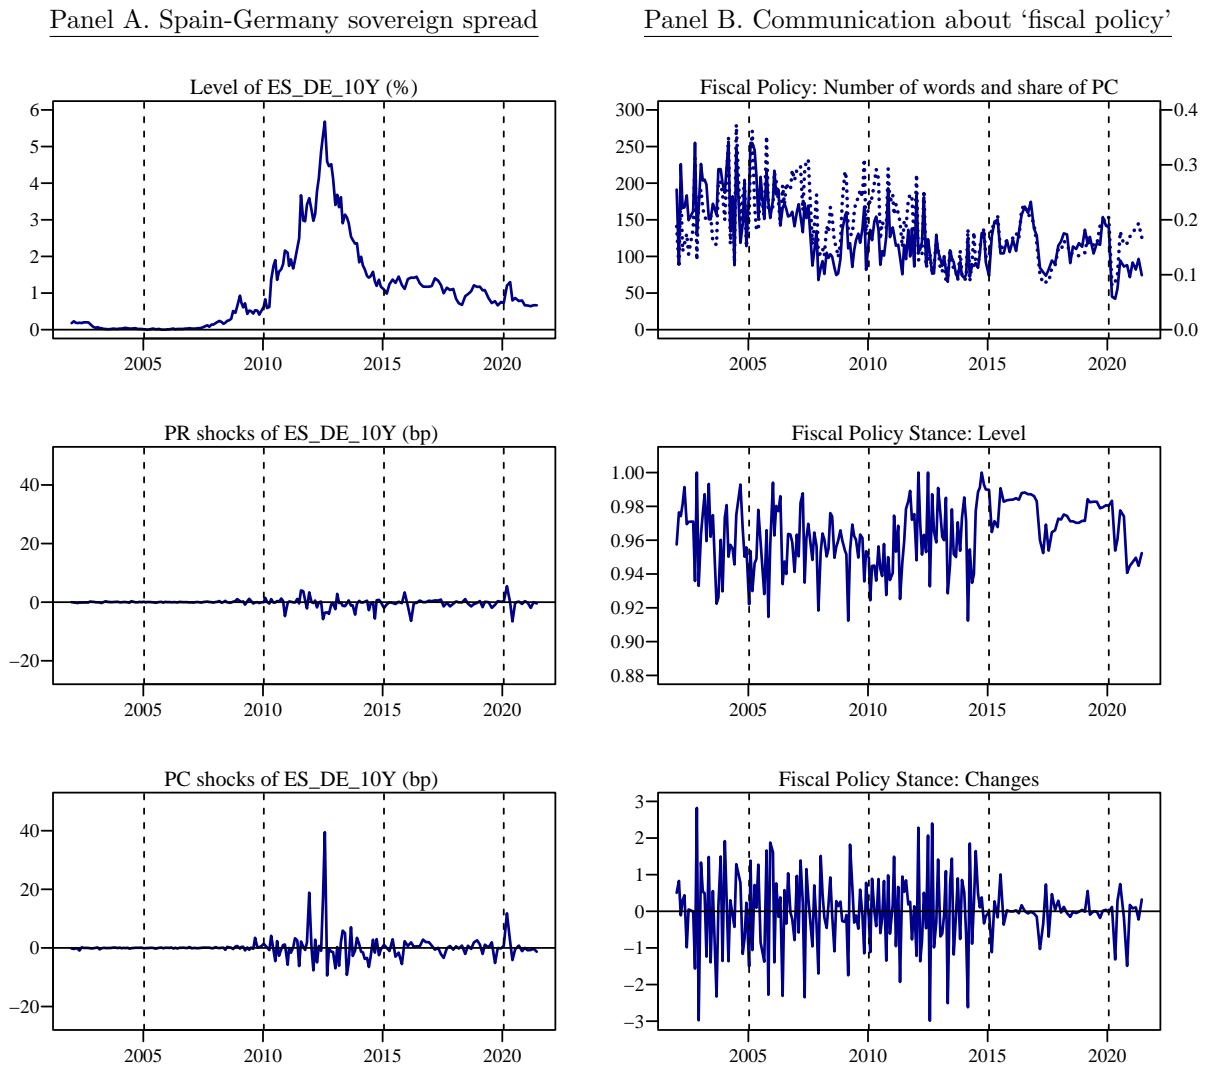 Panel A. Spain-Germany sovereign spread
Panel B. Communication about ‘fiscal policy’
Level of ES_DE_10Y (%)
6
5
4
3
2
1
0
2005 2010 2015 2020
Fiscal Policy: Number of words and share of PC
300
250
200
150
100
50
0
0.4
0.3
0.2
0.1
0.0
2005 2010 2015 2020
PR shocks of ES_DE_10Y (bp)
40
20
0
−20
2005 2010 2015 2020
Fiscal Policy Stance: Level
1.00
0.98
0.96
0.94
0.92
0.90
0.88
2005 2010 2015 2020
PC shocks of ES_DE_10Y (bp)
40
20
0
−20
2005 2010 2015 2020
Fiscal Policy Stance: Changes
3
2
1
0
−1
−2
−3
2005 2010 2015 2020